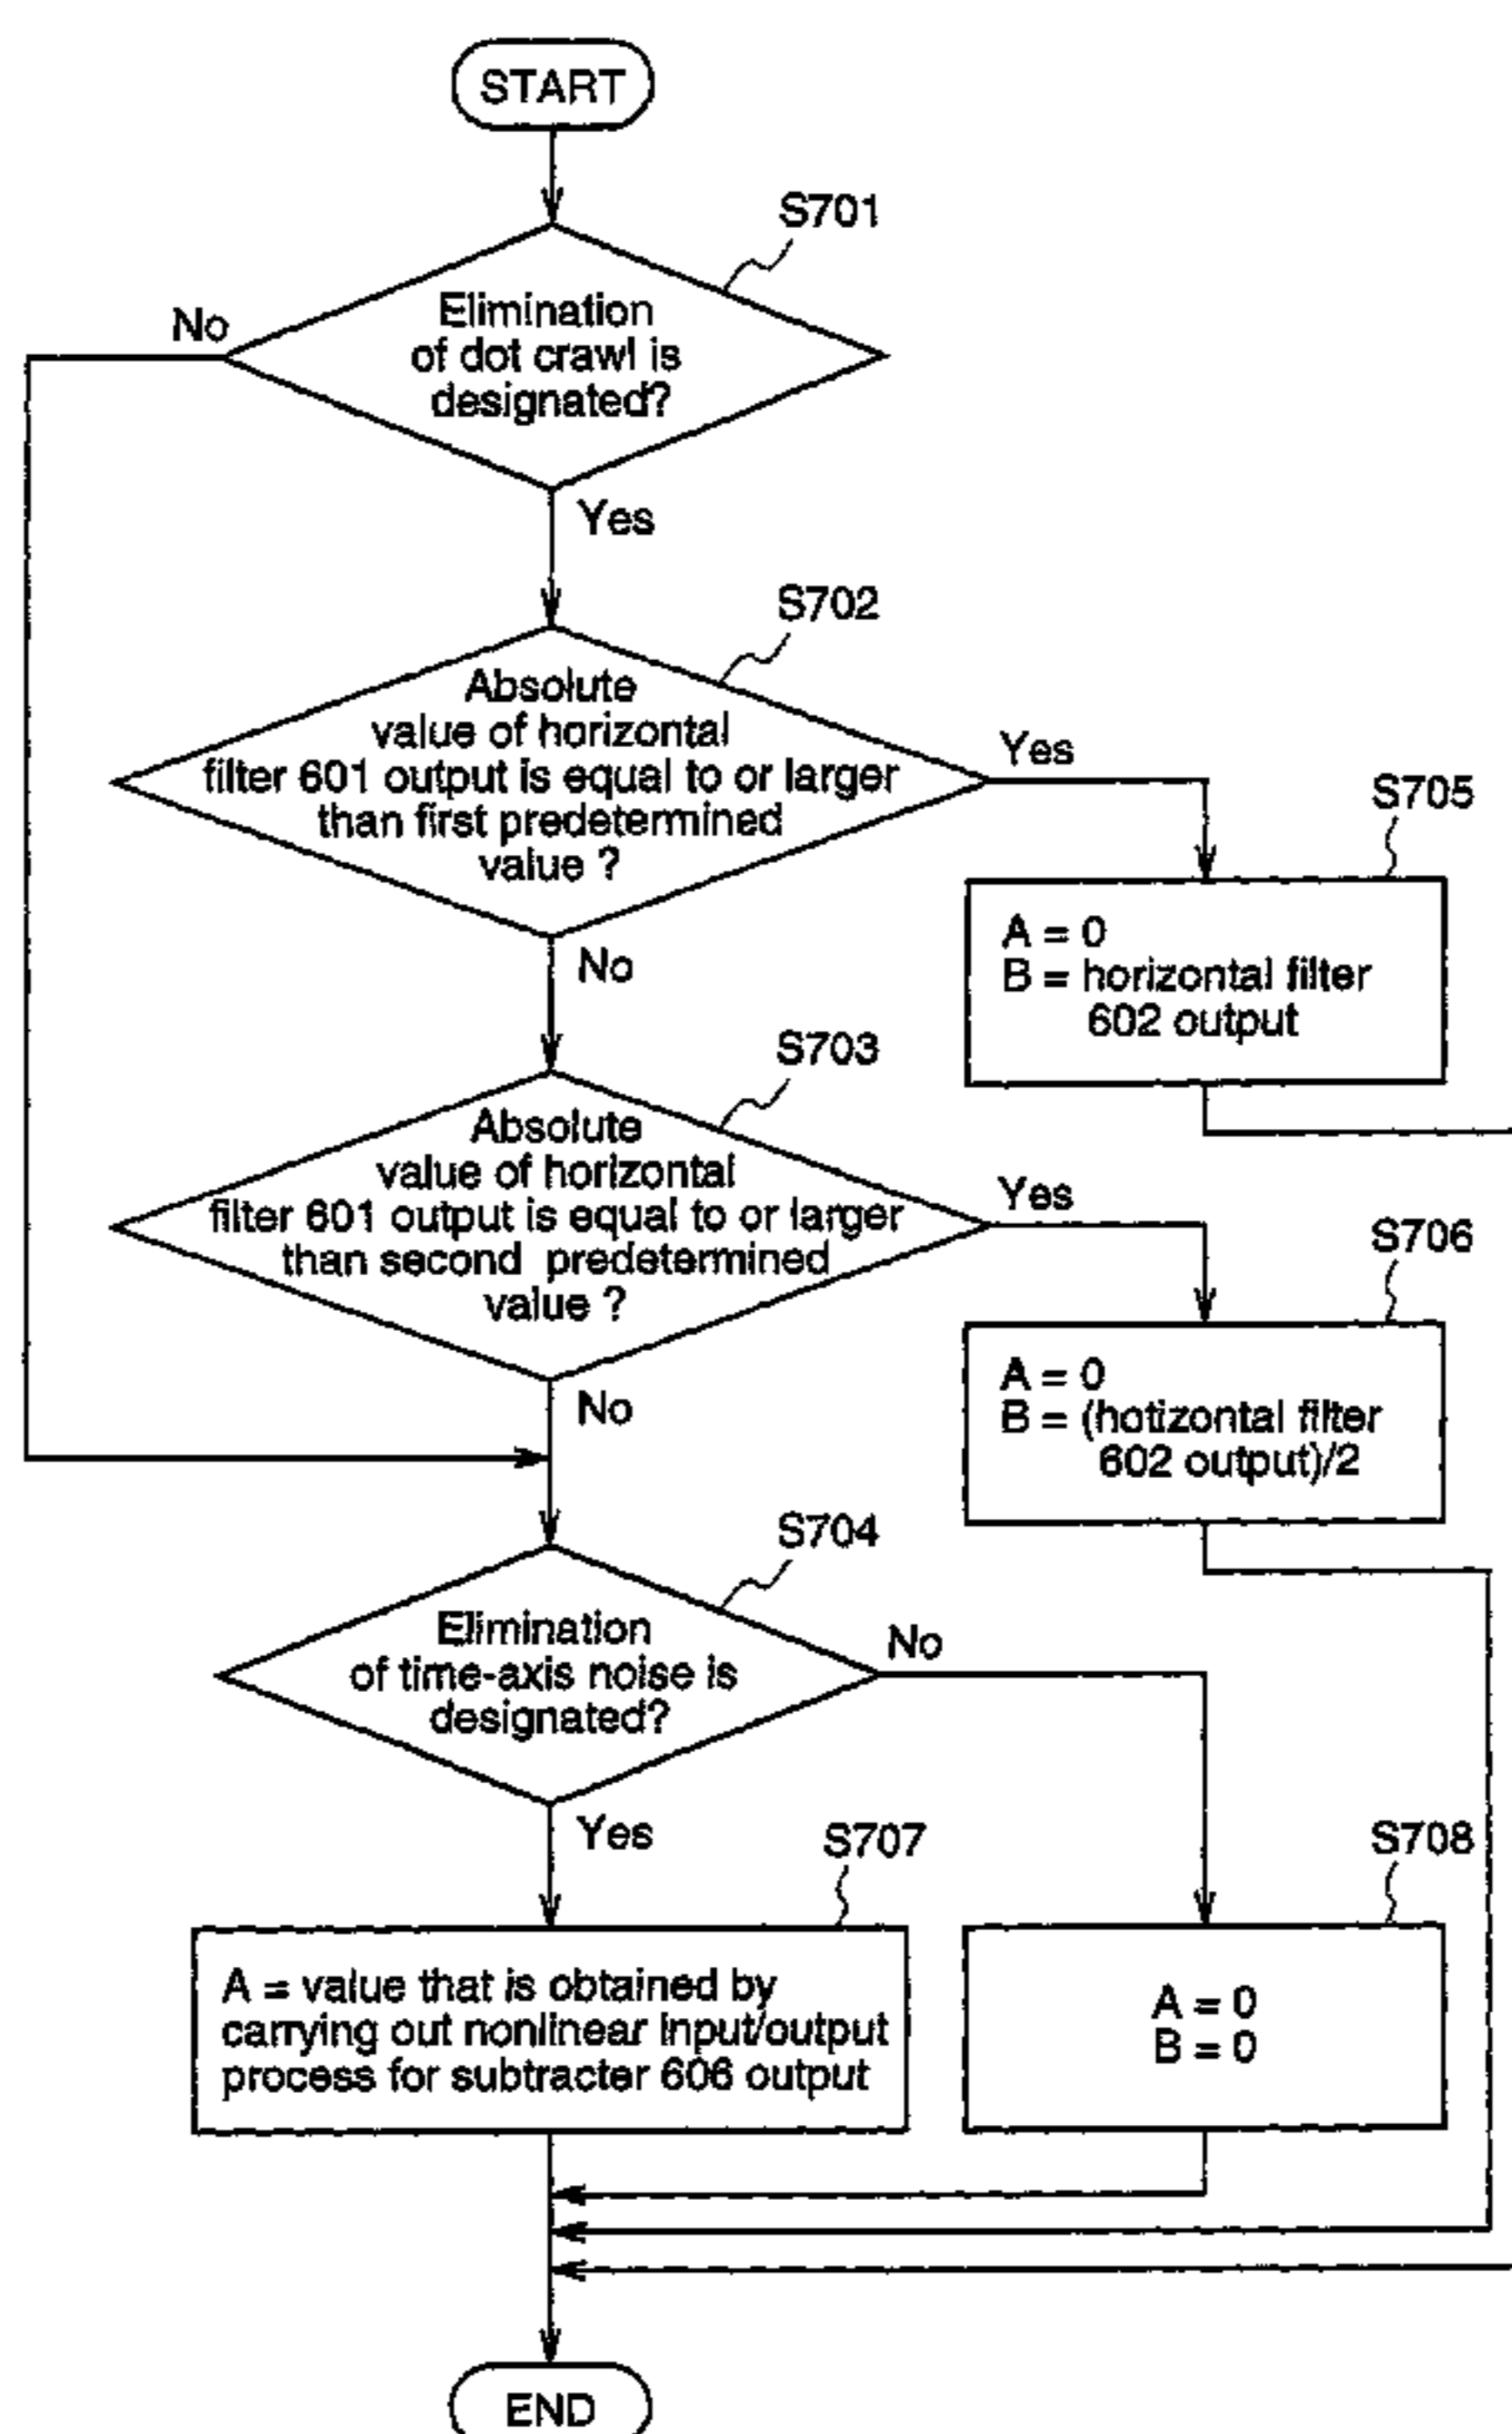 START
S701
Elimination
of dot crawl is
designated?
No
Yes
S702
Absolute
value of horizontal
filter 601 output is equal to or larger
than first predetermined
value ?
Yes
No
S705
A = 0
B = horizontal filter
602 output
S703
Absolute
value of horizontal
filter 601 output is equal to or larger
than second predetermined
value ?
Yes
No
S706
A = 0
B = (hotizontal filter
602 output)/2
S704
Elimination
of time-axis noise is
designated?
No
Yes
S707
A = value that is obtained by
carrying out nonlinear input/output
process for subtracter 606 output
S708
A = 0
B = 0
END